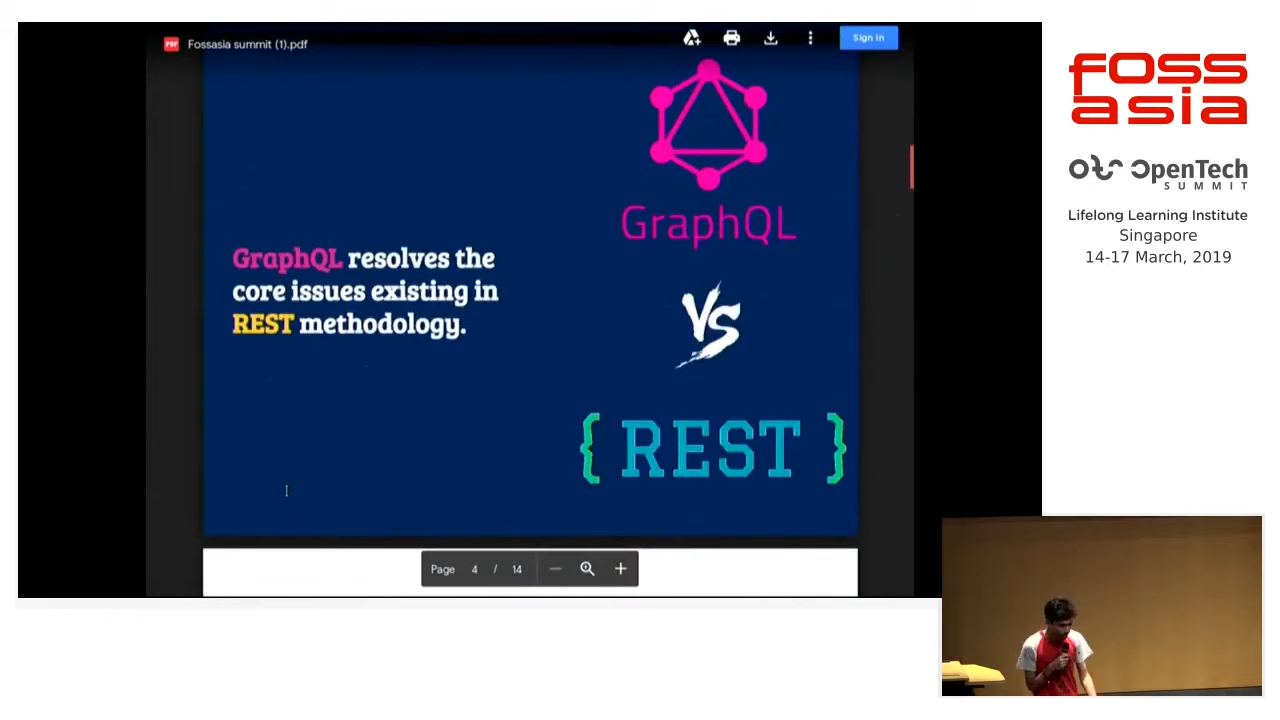 PDF
Fossasia summit (1).pdf
Sign in
GraphQL
GraphQL resolves the
core issues existing in
REST methodology.
VS
{ REST }
Page 4 / 14
FOSS
asia
OpenTech
SUMMIT
Lifelong Learning Institute
Singapore
14-17 March, 2019